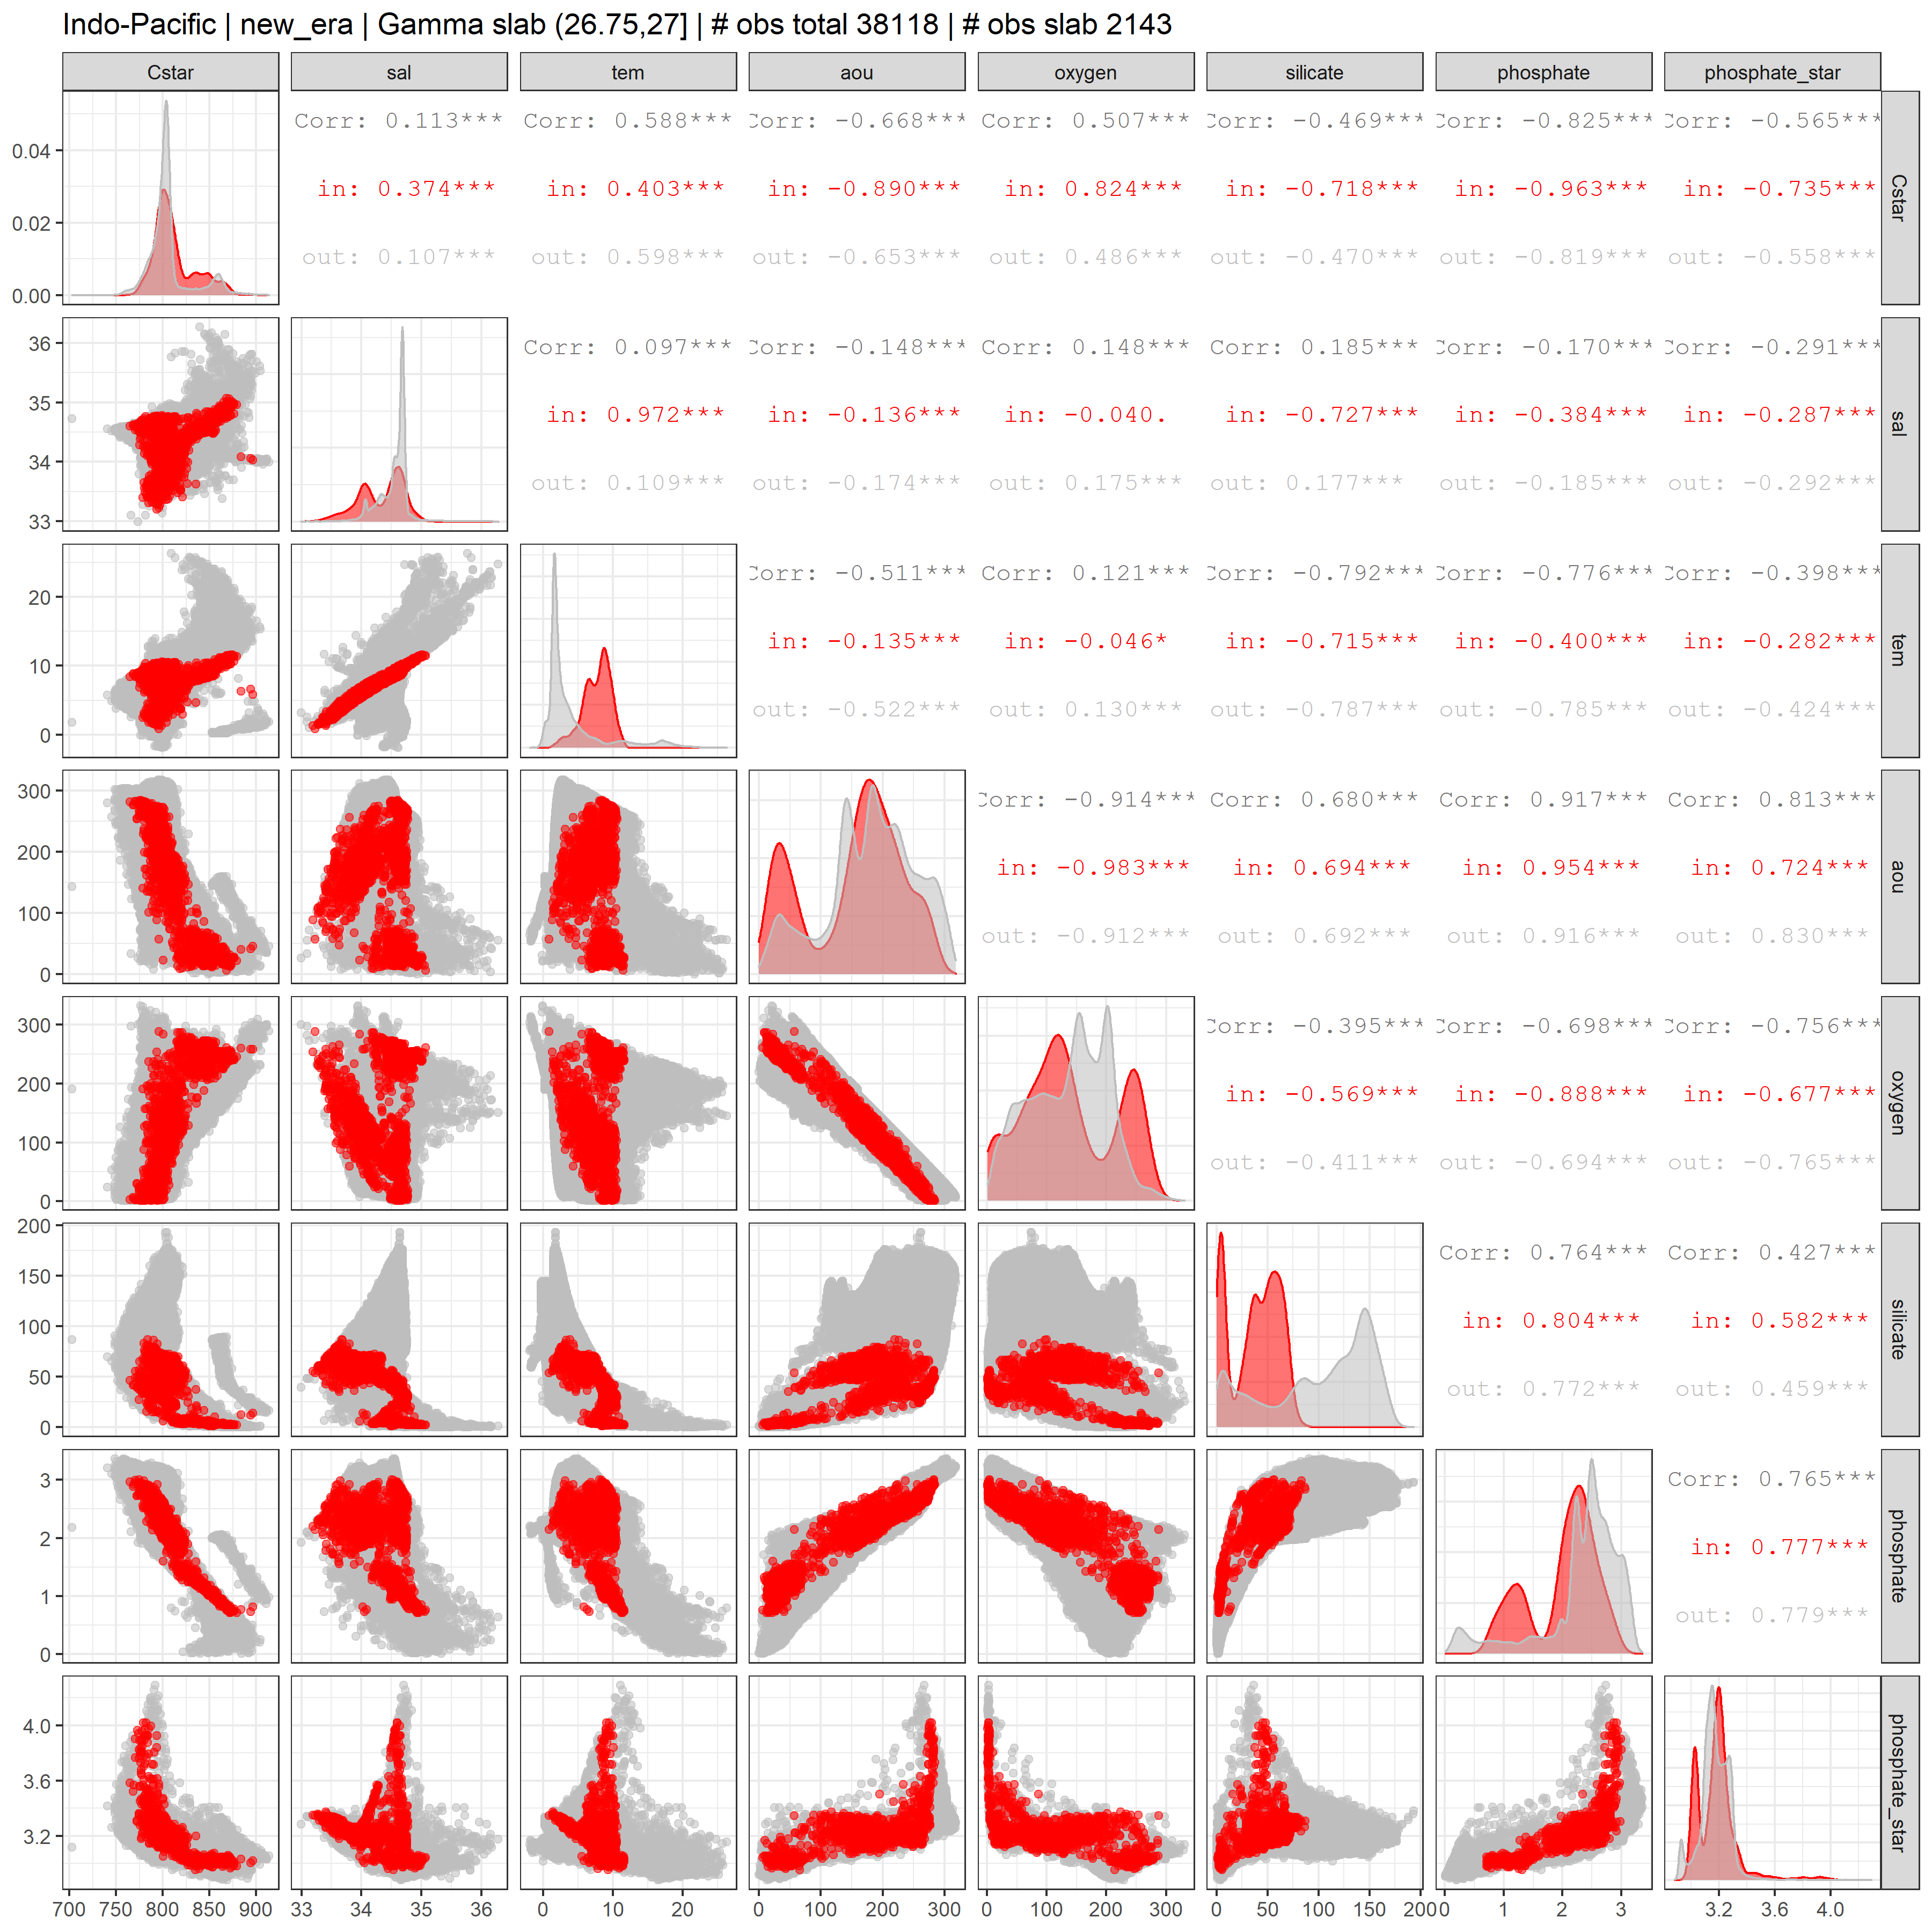 Indo-Pacific | new_era | Gamma slab (26.75,27] | # obs total 38118 | # obs slab 2143
Cstar sal tem aou oxygen silicate phosphate phosphate_star
Corr: 0.113*** Corr: 0.588*** Corr: -0.668*** Corr: 0.507*** Corr: -0.469*** Corr: -0.825*** Corr: -0.565***
in: 0.374*** in: 0.403*** in: -0.890*** in: 0.824*** in: -0.718*** in: -0.963*** in: -0.735***
out: 0.107*** out: 0.598*** out: -0.653*** out: 0.486*** out: -0.470*** out: -0.819*** out: -0.558***
Cstar
0.04
0.02
0.00
Corr: 0.097*** Corr: -0.148*** Corr: 0.148*** Corr: 0.185*** Corr: -0.170*** Corr: -0.291***
in: 0.972*** in: -0.136*** in: -0.040. in: -0.727*** in: -0.384*** in: -0.287***
out: 0.109*** out: -0.174*** out: 0.175*** out: 0.177*** out: -0.185*** out: -0.292***
sal
36
35
34
33
Corr: -0.511*** Corr: 0.121*** Corr: -0.792*** Corr: -0.776*** Corr: -0.398***
in: -0.135*** in: -0.046* in: -0.715*** in: -0.400*** in: -0.282***
out: -0.522*** out: 0.130*** out: -0.787*** out: -0.785*** out: -0.424***
tem
20
10
0
Corr: -0.914*** Corr: 0.680*** Corr: 0.917*** Corr: 0.813***
in: -0.983*** in: 0.694*** in: 0.954*** in: 0.724***
out: -0.912*** out: 0.692*** out: 0.916*** out: 0.830***
aou
300
200
100
0
Corr: -0.395*** Corr: -0.698*** Corr: -0.756***
in: -0.569*** in: -0.888*** in: -0.677***
out: -0.411*** out: -0.694*** out: -0.765***
oxygen
300
200
100
0
Corr: 0.764*** Corr: 0.427***
in: 0.804*** in: 0.582***
out: 0.772*** out: 0.459***
silicate
200
150
100
50
0
Corr: 0.765***
in: 0.777***
out: 0.779***
phosphate
3
2
1
0
phosphate_star
4.0
3.6
3.2
700 750 800 850 900 33 34 35 36 0 10 20 0 100 200 300 0 100 200 300 0 50 100 150 200 0 1 2 3 3.2 3.6 4.0